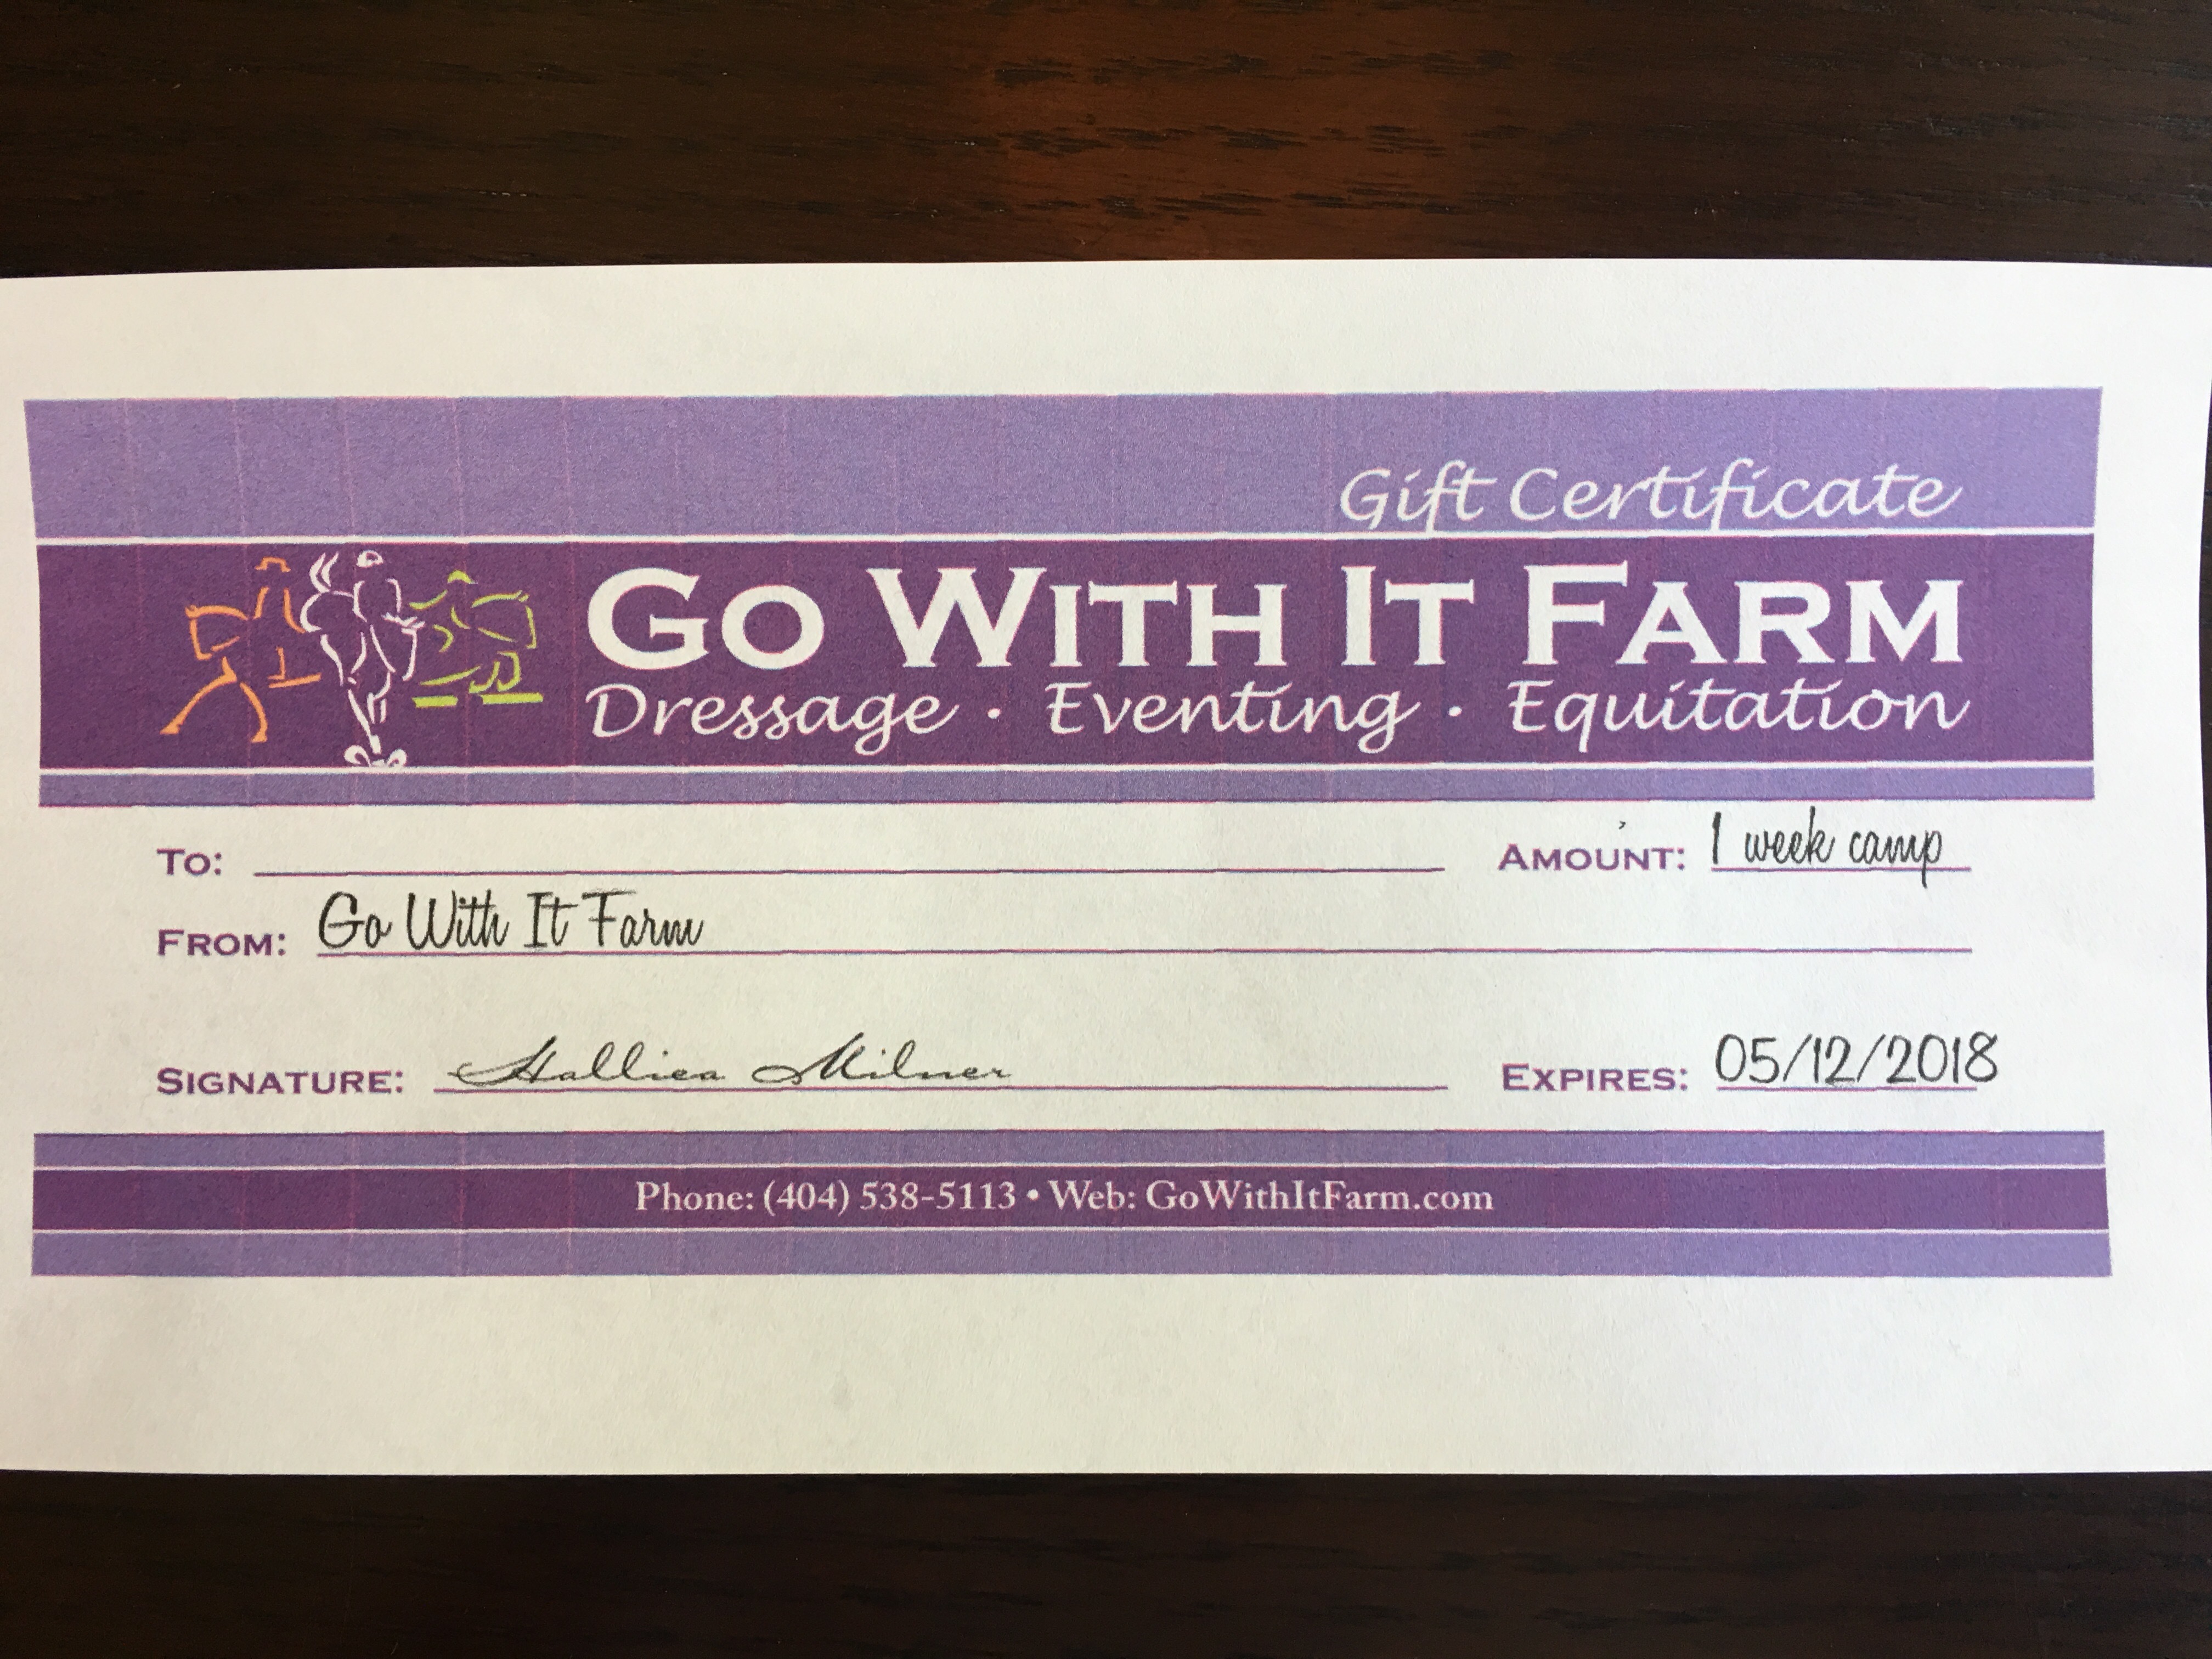 Gift Certificate
GO WITH IT FARM
Dressage · Eventing · Equitation
TO: AMOUNT: 1 week camp
FROM: Go With It Farm
SIGNATURE: Hallica Milner EXPIRES: 05/12/2018
Phone: (404) 538-5113 • Web: GoWithItFarm.com